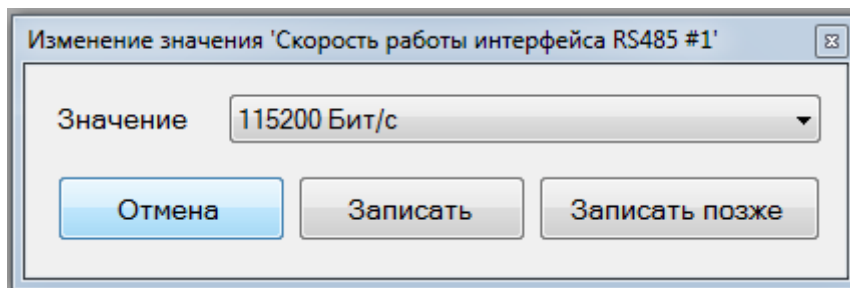 Изменение значения 'Скорость работы интерфейса RS485 #1'
Значение 115200 Бит/с
Отмена Записать Записать позже